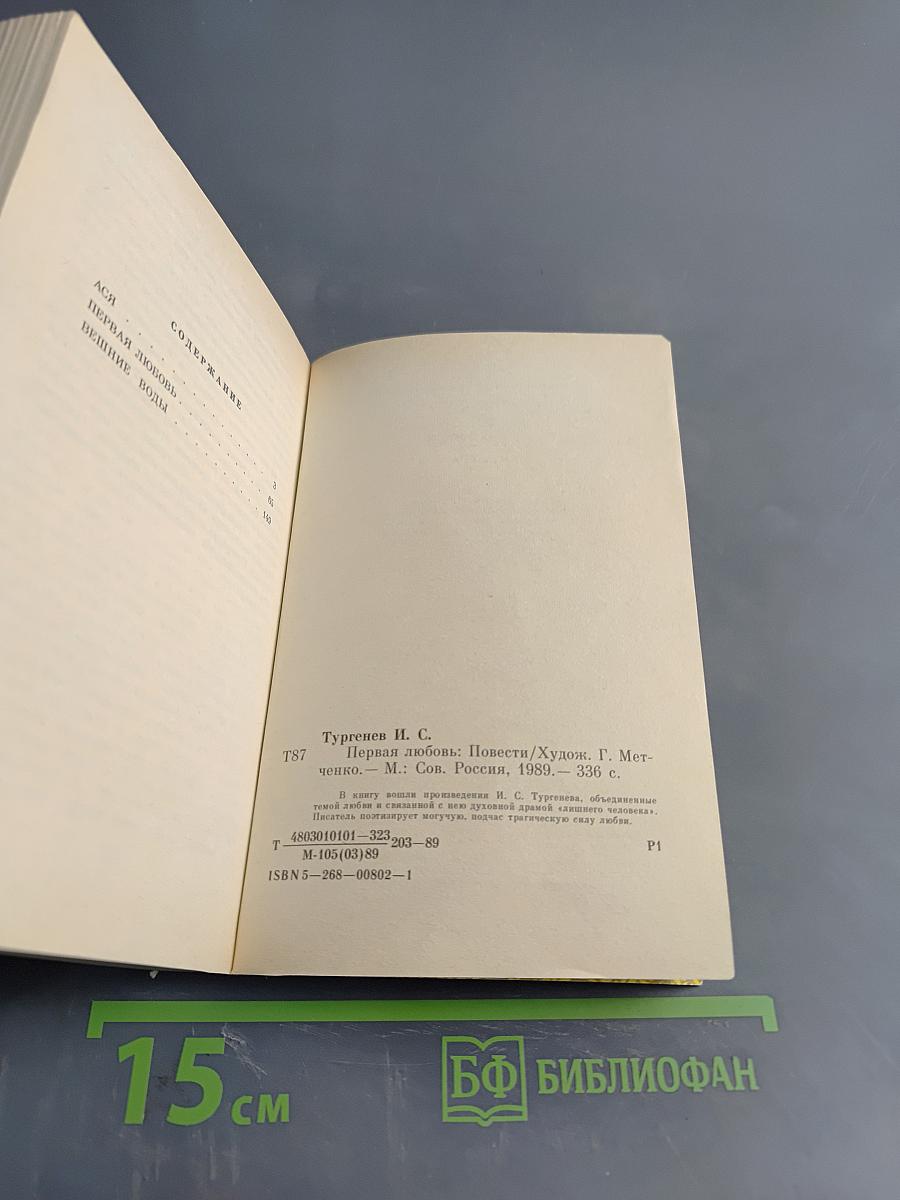 СОДЕРЖАНИЕ
АСЯ . . . . . . . . . . 3
ПЕРВАЯ ЛЮБОВЬ . . . . . . 65
ВЕШНИЕ ВОДЫ . . . . . . . 149
Тургенев И. С.
Т87 Первая любовь: Повести/Худож. Г. Мет-
ченко.— М.: Сов. Россия, 1989.— 336 с.
В книгу вошли произведения И. С. Тургенева, объединенные
темой любви и связанной с нею духовной драмой «лишнего человека».
Писатель поэтизирует могучую, подчас трагическую силу любви.
Т 4803010101—323 203—89 Р1
М-105(03)89
ISBN 5—268—00802—1
15 см
БФ БИБЛИОФАН